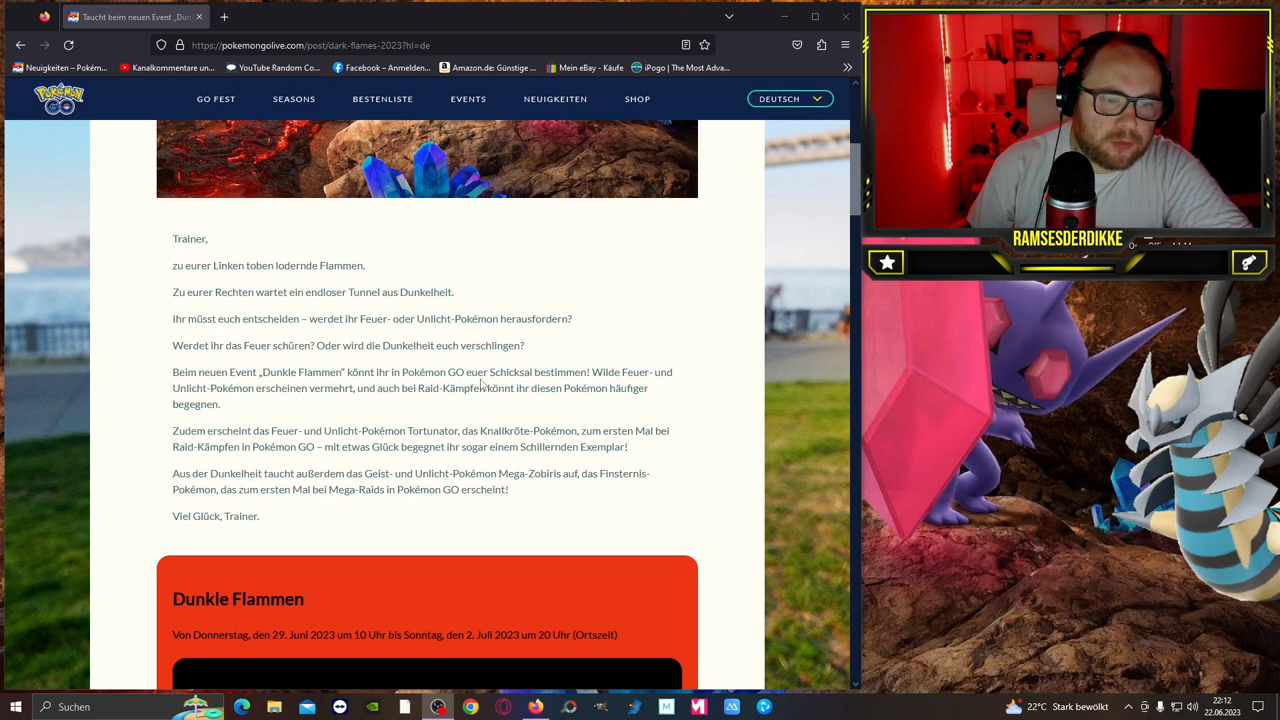 Taucht beim neuen Event „Dun
https://pokemongolive.com/post/dark-flames-2023?hl=de
Neuigkeiten – Pokém...
Kanalkommentare un...
YouTube Random Co...
Facebook – Anmelden...
Amazon.de: Günstige ...
Mein eBay - Käufe
iPogo | The Most Adva...
POKÉMON GO
GO FEST
SEASONS
BESTENLISTE
EVENTS
NEUIGKEITEN
SHOP
DEUTSCH
Trainer,
zu eurer Linken toben lodernde Flammen.
Zu eurer Rechten wartet ein endloser Tunnel aus Dunkelheit.
Ihr müsst euch entscheiden – werdet ihr Feuer- oder Unlicht-Pokémon herausfordern?
Werdet ihr das Feuer schüren? Oder wird die Dunkelheit euch verschlingen?
Beim neuen Event „Dunkle Flammen“ könnt ihr in Pokémon GO euer Schicksal bestimmen! Wilde Feuer- und
Unlicht-Pokémon erscheinen vermehrt, und auch bei Raid-Kämpfen könnt ihr diesen Pokémon häufiger
begegnen.
Zudem erscheint das Feuer- und Unlicht-Pokémon Tortunator, das Knallkröte-Pokémon, zum ersten Mal bei
Raid-Kämpfen in Pokémon GO – mit etwas Glück begegnet ihr sogar einem Schillernden Exemplar!
Aus der Dunkelheit taucht außerdem das Geist- und Unlicht-Pokémon Mega-Zobiris auf, das Finsternis-
Pokémon, das zum ersten Mal bei Mega-Raids in Pokémon GO erscheint!
Viel Glück, Trainer.
Dunkle Flammen
Von Donnerstag, den 29. Juni 2023 um 10 Uhr bis Sonntag, den 2. Juli 2023 um 20 Uhr (Ortszeit)
RAMSESDERDIKKE
Suchen
22°C Stark bewölkt
22:12
22.06.2023